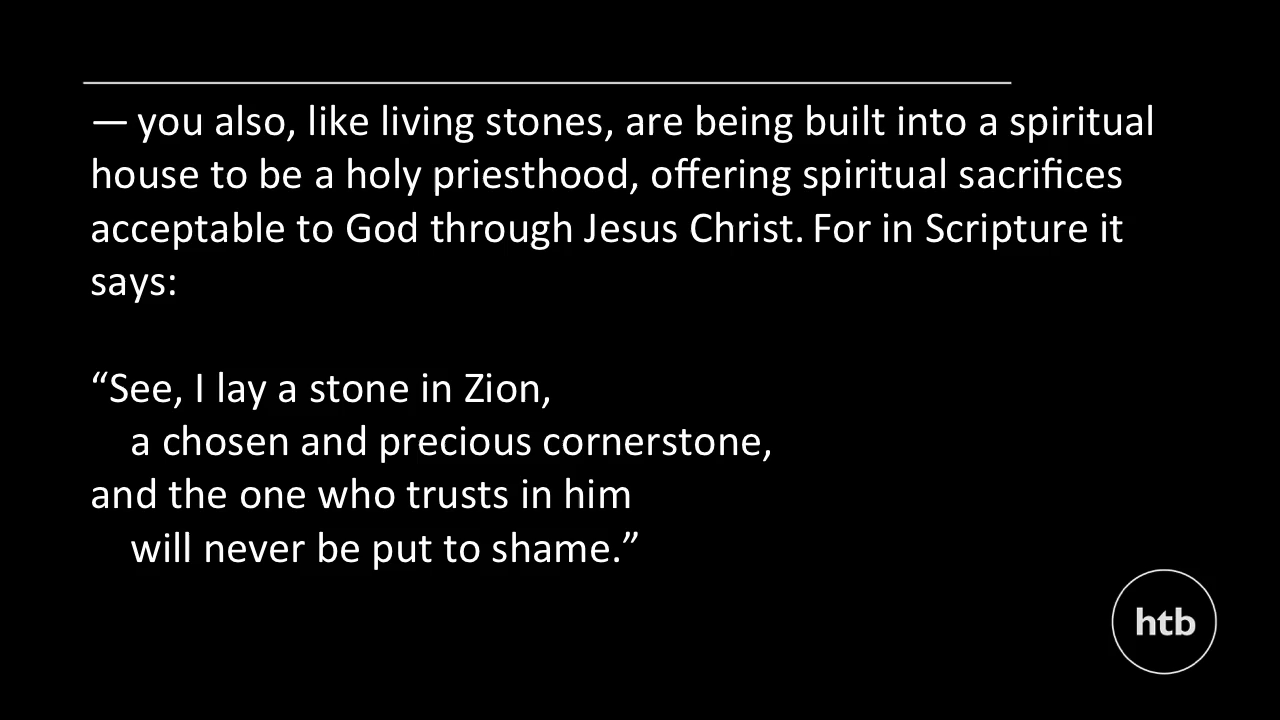 — you also, like living stones, are being built into a spiritual
house to be a holy priesthood, offering spiritual sacrifices
acceptable to God through Jesus Christ. For in Scripture it
says:
“See, I lay a stone in Zion,
a chosen and precious cornerstone,
and the one who trusts in him
will never be put to shame.”
htb